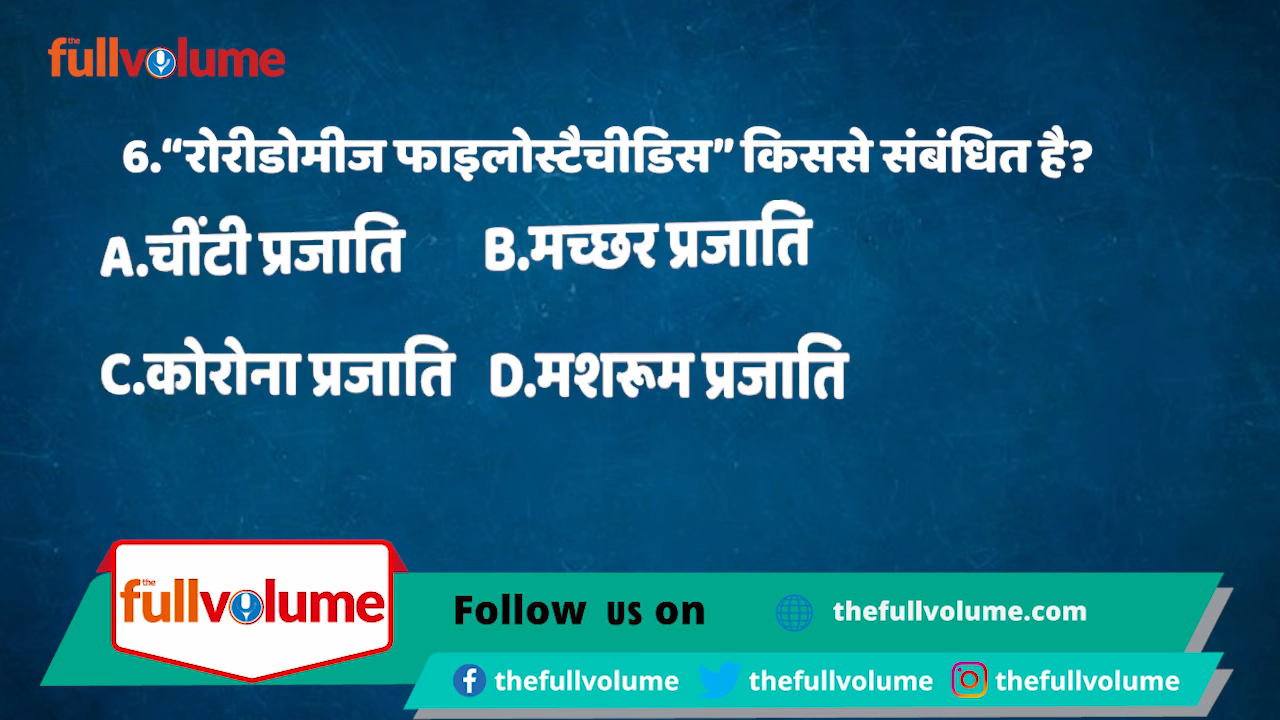 the
fullvolume
6.“रोरीडोमीज फाइलोस्टैचीडिस” किससे संबंधित है?
A.चींटी प्रजाति B.मच्छर प्रजाति
C.कोरोना प्रजाति D.मशरूम प्रजाति
the
fullvolume
Follow us on thefullvolume.com
thefullvolume thefullvolume thefullvolume